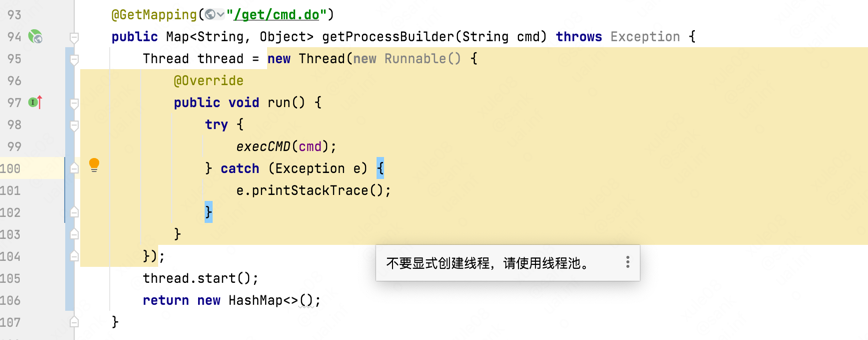 93 @GetMapping("/get/cmd.do")
94 public Map<String, Object> getProcessBuilder(String cmd) throws Exception {
95 Thread thread = new Thread(new Runnable() {
96 @Override
97 public void run() {
98 try {
99 execCMD(cmd);
100 } catch (Exception e) {
101 e.printStackTrace();
102 }
103 }
104 });
不要显式创建线程，请使用线程池。
105 thread.start();
106 return new HashMap<>();
107 }